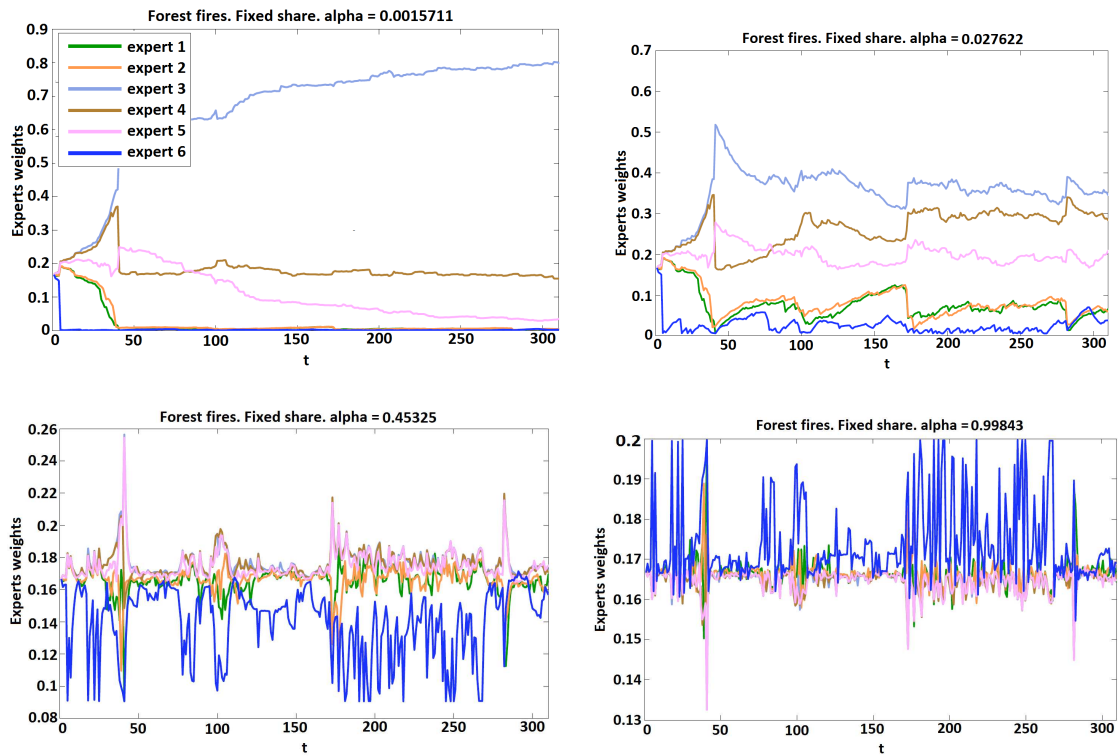 Forest fires. Fixed share. alpha = 0.0015711
0.9
0.8
0.7
0.6
0.5
0.4
0.3
0.2
0.1
0
Experts weights
expert 1
expert 2
expert 3
expert 4
expert 5
expert 6
0 50 100 150 200 250 300
t
Forest fires. Fixed share. alpha = 0.027622
0.7
0.6
0.5
0.4
0.3
0.2
0.1
0
Experts weights
0 50 100 150 200 250 300
t
Forest fires. Fixed share. alpha = 0.45325
0.26
0.24
0.22
0.2
0.18
0.16
0.14
0.12
0.1
0.08
Experts weights
0 50 100 150 200 250 300
t
Forest fires. Fixed share. alpha = 0.99843
0.2
0.19
0.18
0.17
0.16
0.15
0.14
0.13
Experts weights
0 50 100 150 200 250 300
t